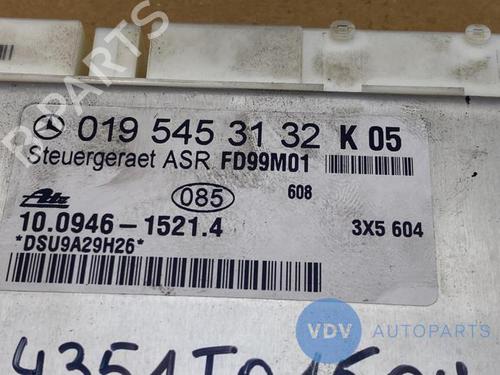 019 545 31 32 K 05
Steuergeraet ASR FD99M01
Ate 085 608
10.0946-1521.4 3X5 604
*DSU9A29H26*
PARTS
VDV AUTOPARTS